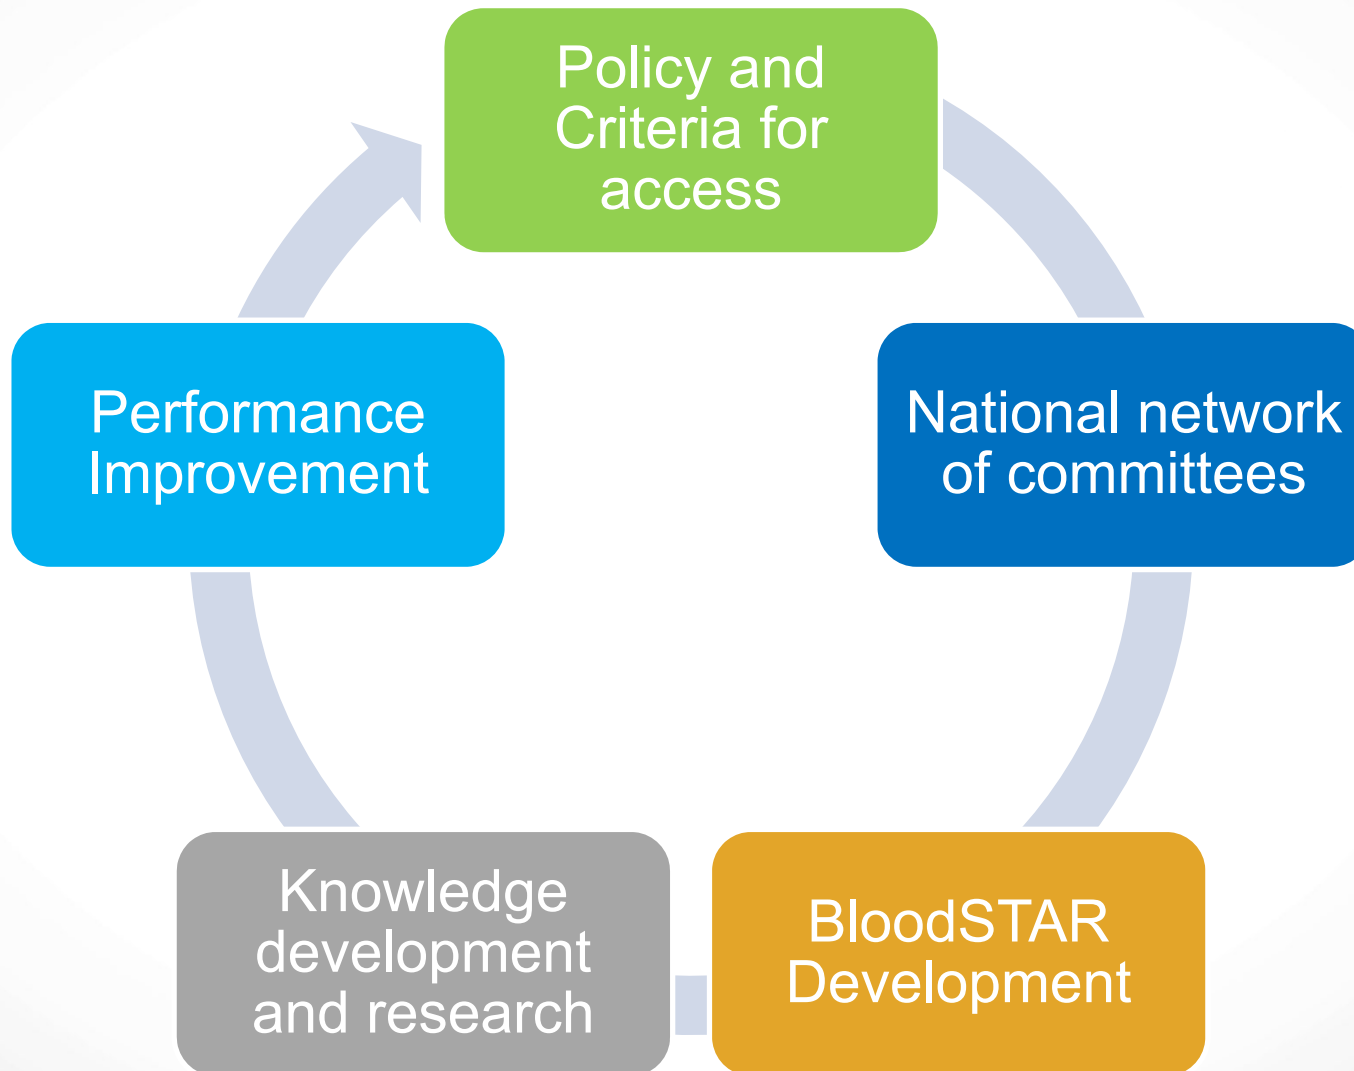 Policy and
Criteria for
access
National network
of committees
BloodSTAR
Development
Knowledge
development
and research
Performance
Improvement